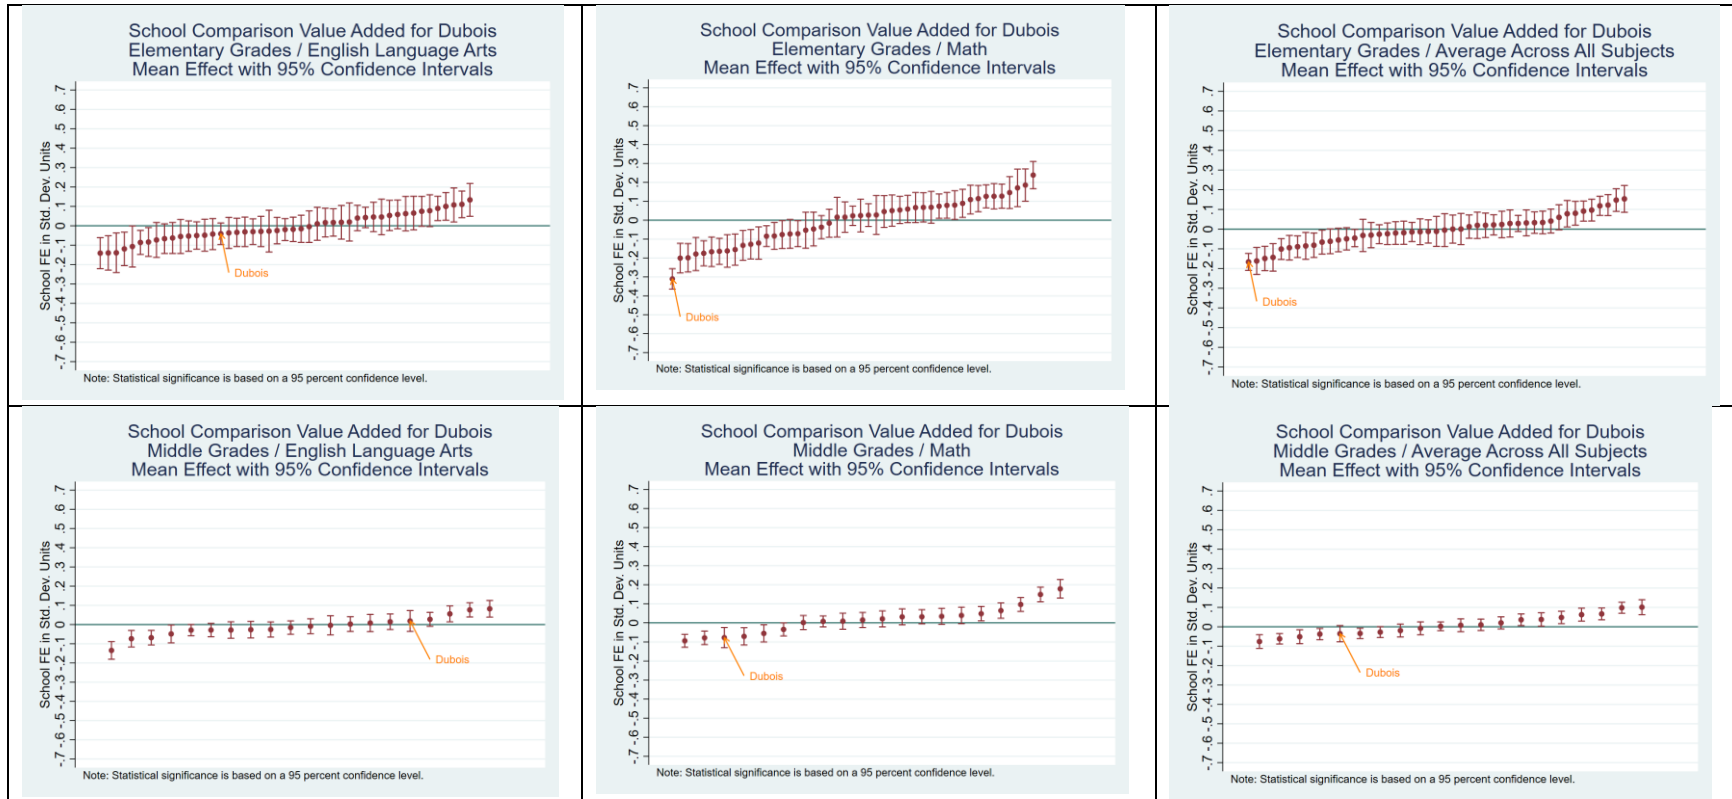 School Comparison Value Added for Dubois
Elementary Grades / English Language Arts
Mean Effect with 95% Confidence Intervals
School FE in Std. Dev. Units
-.7 -.6 -.5 -.4 -.3 -.2 -.1 0 .1 .2 .3 .4 .5 .6 .7
Dubois
Note: Statistical significance is based on a 95 percent confidence level.
School Comparison Value Added for Dubois
Elementary Grades / Math
Mean Effect with 95% Confidence Intervals
School FE in Std. Dev. Units
-.7 -.6 -.5 -.4 -.3 -.2 -.1 0 .1 .2 .3 .4 .5 .6 .7
Dubois
Note: Statistical significance is based on a 95 percent confidence level.
School Comparison Value Added for Dubois
Elementary Grades / Average Across All Subjects
Mean Effect with 95% Confidence Intervals
School FE in Std. Dev. Units
-.7 -.6 -.5 -.4 -.3 -.2 -.1 0 .1 .2 .3 .4 .5 .6 .7
Dubois
Note: Statistical significance is based on a 95 percent confidence level.
School Comparison Value Added for Dubois
Middle Grades / English Language Arts
Mean Effect with 95% Confidence Intervals
School FE in Std. Dev. Units
-.7 -.6 -.5 -.4 -.3 -.2 -.1 0 .1 .2 .3 .4 .5 .6 .7
Dubois
Note: Statistical significance is based on a 95 percent confidence level.
School Comparison Value Added for Dubois
Middle Grades / Math
Mean Effect with 95% Confidence Intervals
School FE in Std. Dev. Units
-.7 -.6 -.5 -.4 -.3 -.2 -.1 0 .1 .2 .3 .4 .5 .6 .7
Dubois
Note: Statistical significance is based on a 95 percent confidence level.
School Comparison Value Added for Dubois
Middle Grades / Average Across All Subjects
Mean Effect with 95% Confidence Intervals
School FE in Std. Dev. Units
-.7 -.6 -.5 -.4 -.3 -.2 -.1 0 .1 .2 .3 .4 .5 .6 .7
Dubois
Note: Statistical significance is based on a 95 percent confidence level.